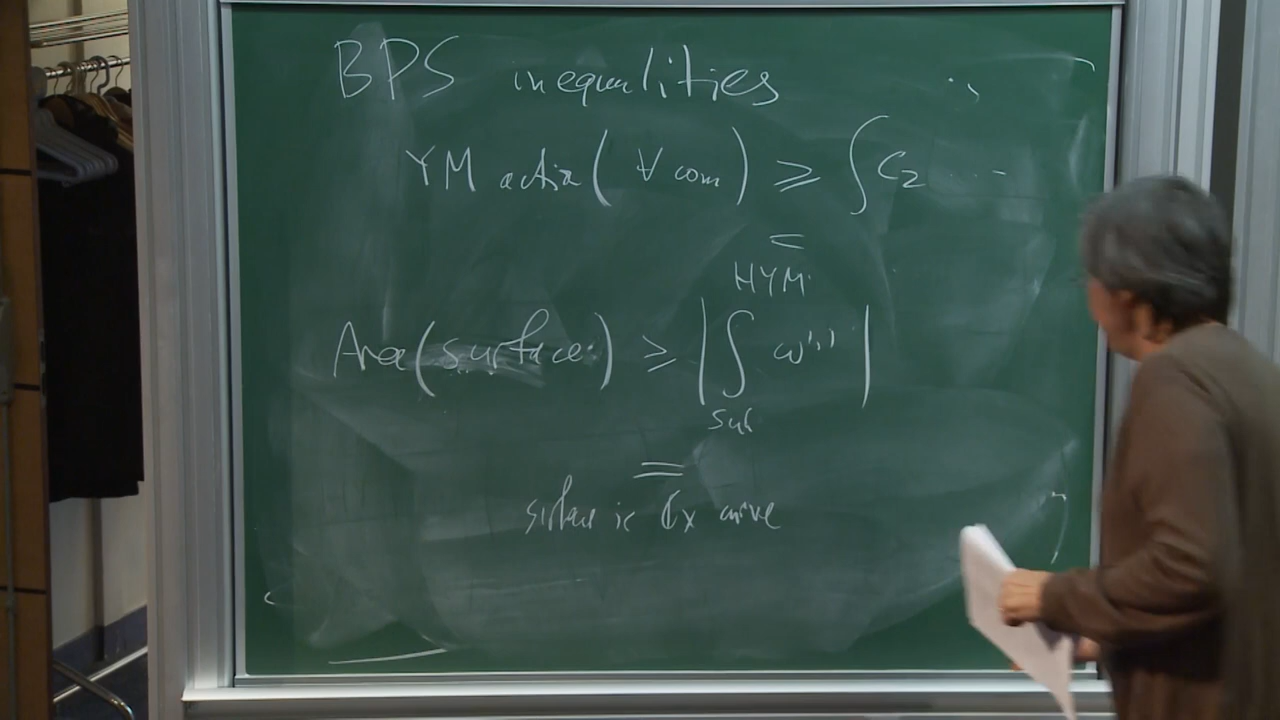 BPS inequalities
YM action ( ∀ conn ) ⩾ ∫ C₂ ...
=
HYM.
Area ( surface ) ⩾ | ∫ ω¹'¹ |
surf
=
surface is ℂx curve